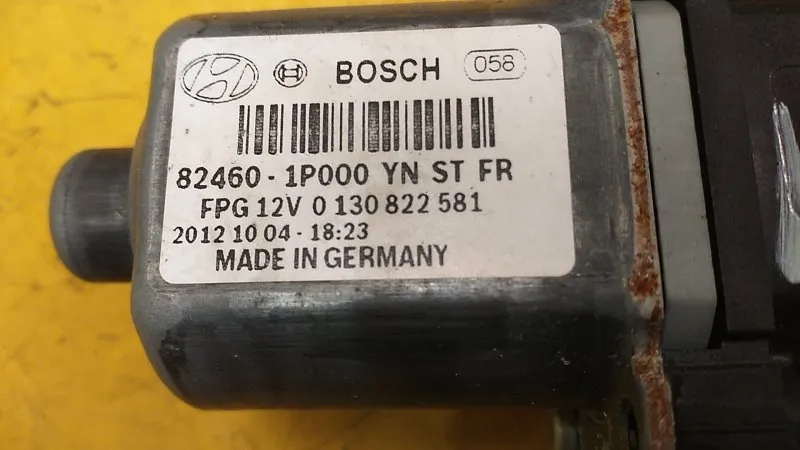 BOSCH 058
82460-1P000 YN ST FR
FPG 12V 0 130 822 581
2012 10 04 - 18:23
MADE IN GERMANY